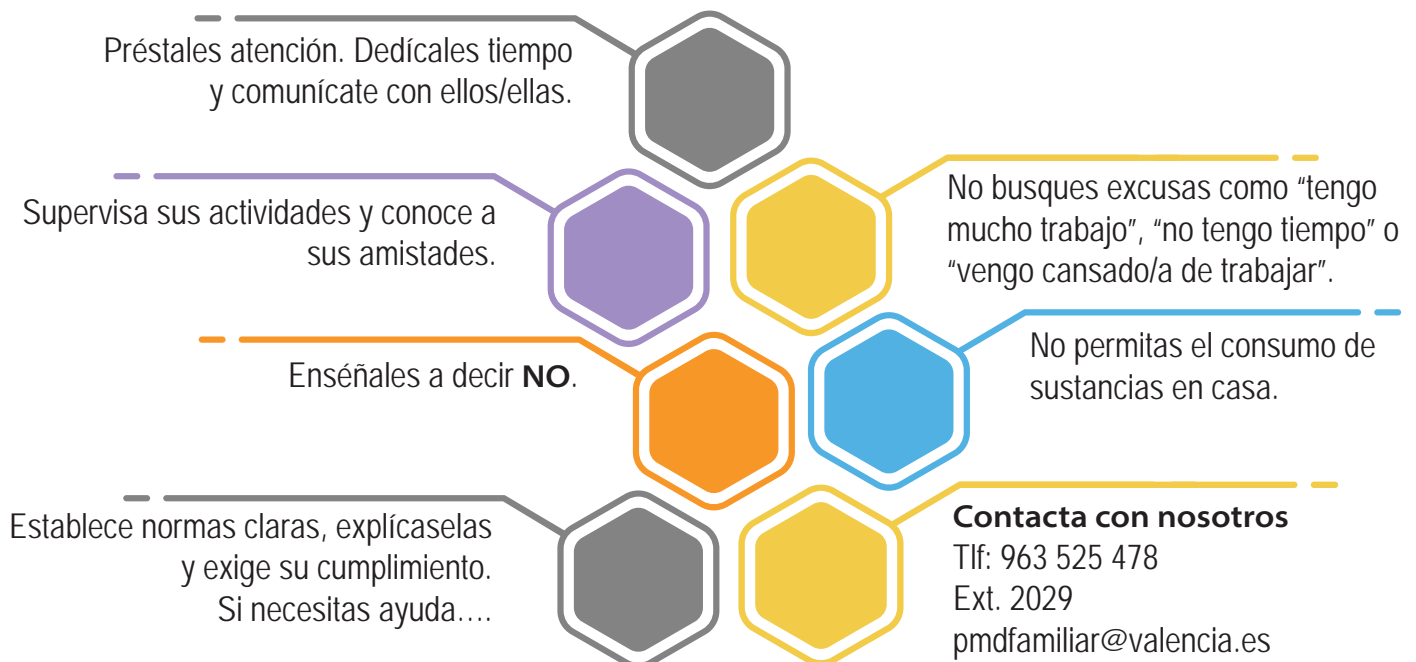 Préstales atención. Dedícales tiempo
y comunícate con ellos/ellas.
No busques excusas como “tengo
mucho trabajo”, “no tengo tiempo” o
“vengo cansado/a de trabajar”.
Supervisa sus actividades y conoce a
sus amistades.
No permitas el consumo de
sustancias en casa.
Enséñales a decir NO.
Establece normas claras, explícaselas
y exige su cumplimiento.
Si necesitas ayuda….
Contacta con nosotros
Tlf: 963 525 478
Ext. 2029
pmdfamiliar@valencia.es